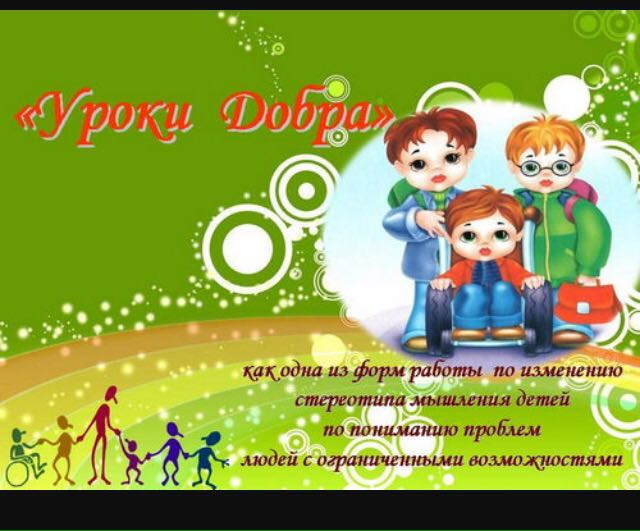 «Уроки Добра»
как одна из форм работы по изменению
стереотипа мышления детей
по пониманию проблем
людей с ограниченными возможностями